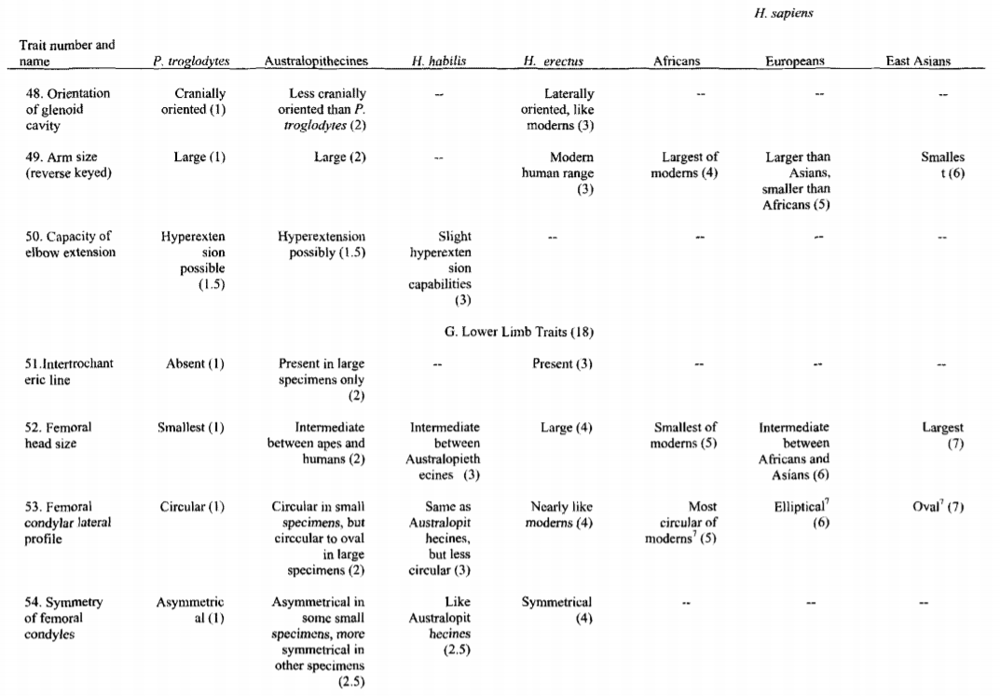 H. sapiens
Trait number and
name
P. troglodytes
Australopithecines
H. habilis
H. erectus
Africans
Europeans
East Asians
48. Orientation
of glenoid
cavity
Cranially
oriented (1)
Less cranially
oriented than P.
troglodytes (2)
--
Laterally
oriented, like
moderns (3)
--
--
--
49. Arm size
(reverse keyed)
Large (1)
Large (2)
--
Modern
human range
(3)
Largest of
moderns (4)
Larger than
Asians,
smaller than
Africans (5)
Smalles
t (6)
50. Capacity of
elbow extension
Hyperexten
sion
possible
(1.5)
Hyperextension
possibly (1.5)
Slight
hyperexten
sion
capabilities
(3)
--
--
--
--
G. Lower Limb Traits (18)
51.Intertrochant
eric line
Absent (1)
Present in large
specimens only
(2)
--
Present (3)
--
--
--
52. Femoral
head size
Smallest (1)
Intermediate
between apes and
humans (2)
Intermediate
between
Australopieth
ecines (3)
Large (4)
Smallest of
moderns (5)
Intermediate
between
Africans and
Asians (6)
Largest
(7)
53. Femoral
condylar lateral
profile
Circular (1)
Circular in small
specimens, but
circcular to oval
in large
specimens (2)
Same as
Australopit
hecines,
but less
circular (3)
Nearly like
moderns (4)
Most
circular of
moderns⁷ (5)
Elliptical⁷
(6)
Oval⁷ (7)
54. Symmetry
of femoral
condyles
Asymmetric
al (1)
Asymmetrical in
some small
specimens, more
symmetrical in
other specimens
(2.5)
Like
Australopit
hecines
(2.5)
Symmetrical
(4)
--
--
--